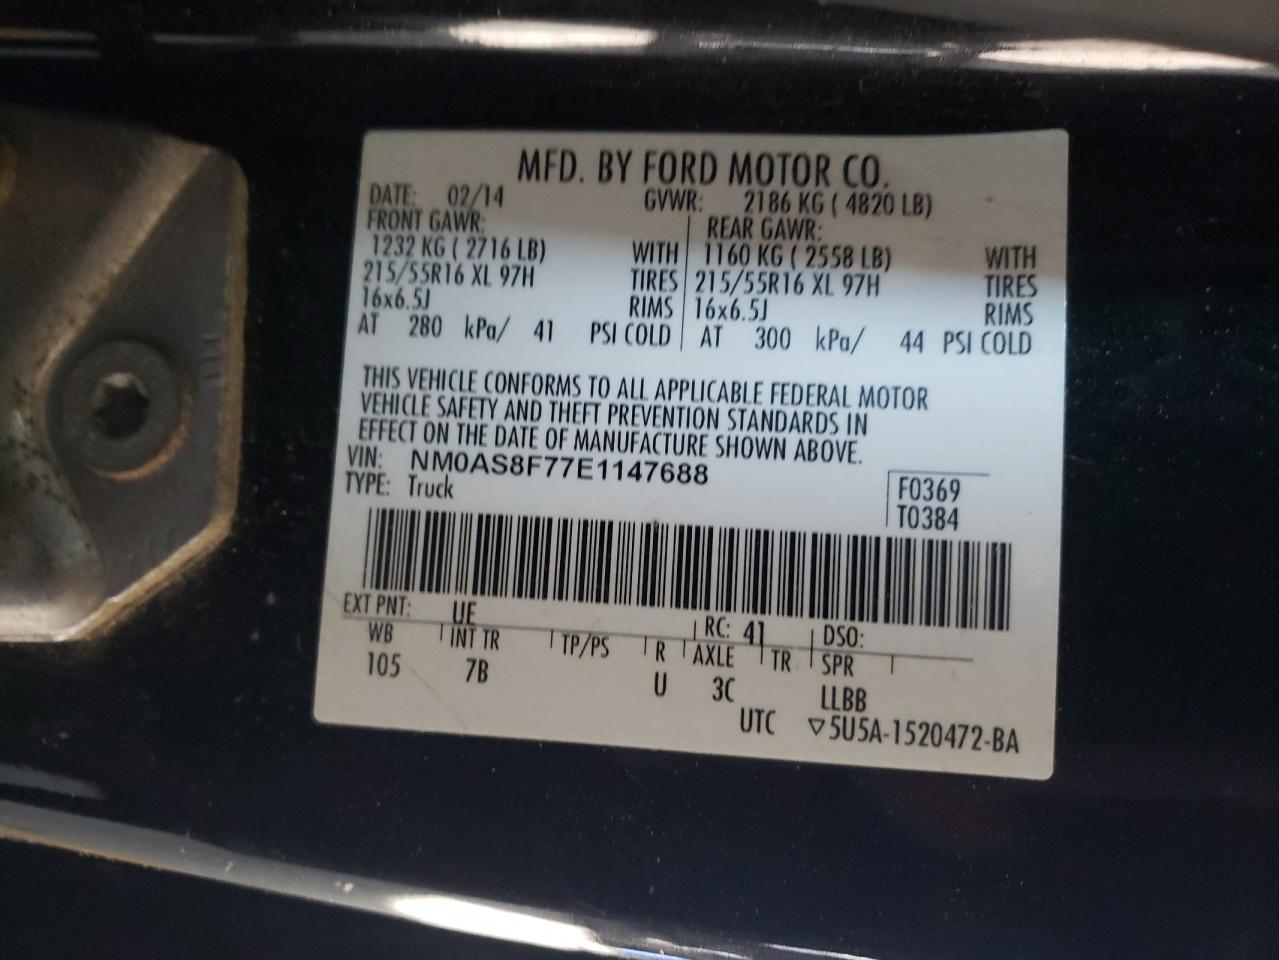 MFD. BY FORD MOTOR CO.
DATE: 02/14 GVWR: 2186 KG ( 4820 LB)
FRONT GAWR: REAR GAWR:
1232 KG ( 2716 LB) WITH 1160 KG ( 2558 LB) WITH
215/55R16 XL 97H TIRES 215/55R16 XL 97H TIRES
16x6.5J RIMS 16x6.5J RIMS
AT 280 kPa/ 41 PSI COLD AT 300 kPa/ 44 PSI COLD
THIS VEHICLE CONFORMS TO ALL APPLICABLE FEDERAL MOTOR
VEHICLE SAFETY AND THEFT PREVENTION STANDARDS IN
EFFECT ON THE DATE OF MANUFACTURE SHOWN ABOVE.
VIN: NM0AS8F77E1147688
TYPE: Truck
F0369
T0384
EXT PNT: UE RC: 41 DSO:
WB INT TR TP/PS R AXLE TR SPR
105 7B U 3C LLBB
UTC ▽5U5A-1520472-BA